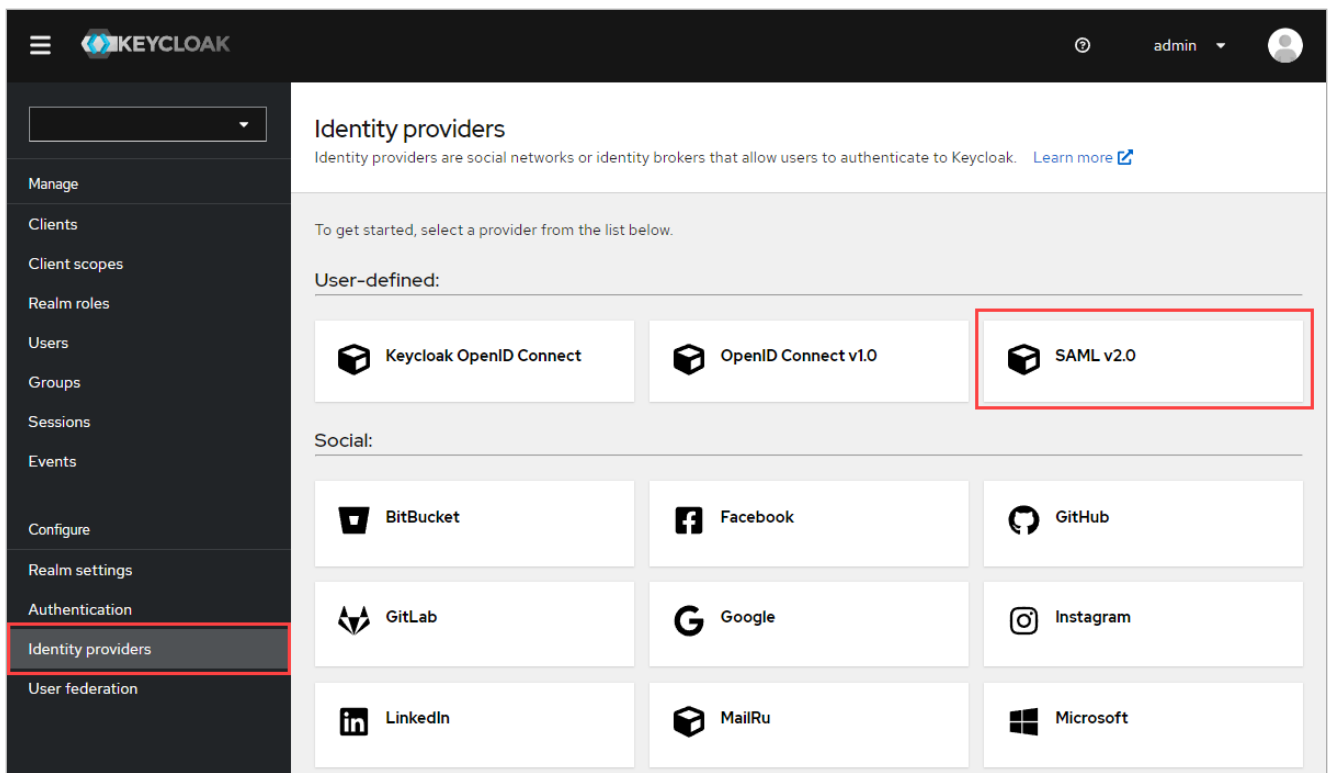 KEYCLOAK
admin
Manage
Clients
Client scopes
Realm roles
Users
Groups
Sessions
Events
Configure
Realm settings
Authentication
Identity providers
User federation
Identity providers
Identity providers are social networks or identity brokers that allow users to authenticate to Keycloak. Learn more
To get started, select a provider from the list below.
User-defined:
Keycloak OpenID Connect
OpenID Connect v1.0
SAML v2.0
Social:
BitBucket
Facebook
GitHub
GitLab
Google
Instagram
LinkedIn
MailRu
Microsoft